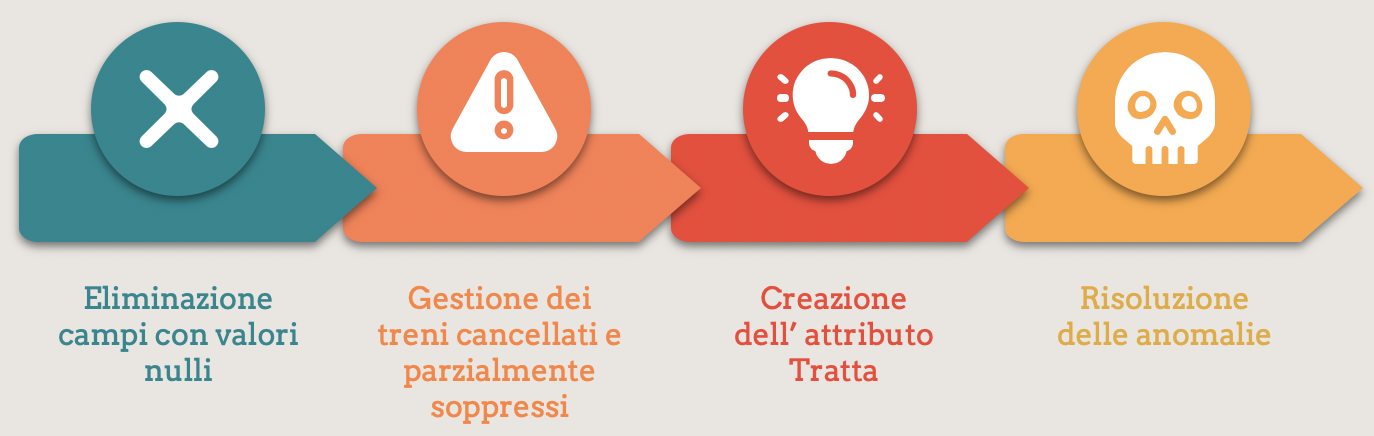 Eliminazione
campi con valori
nulli
Gestione dei
treni cancellati e
parzialmente
soppressi
Creazione
dell’ attributo
Tratta
Risoluzione
delle anomalie